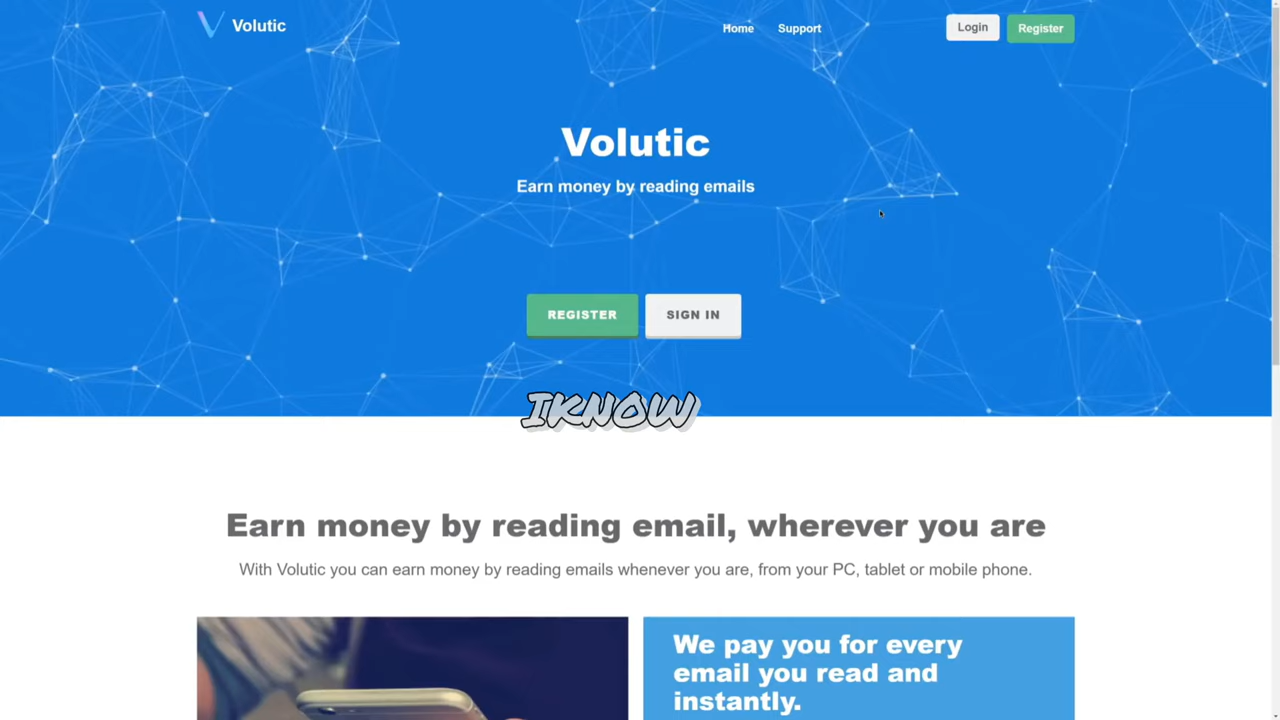 Volutic
Home
Support
Login
Register
Volutic
Earn money by reading emails
REGISTER
SIGN IN
IKNOW
Earn money by reading email, wherever you are
With Volutic you can earn money by reading emails whenever you are, from your PC, tablet or mobile phone.
We pay you for every
email you read and
instantly.